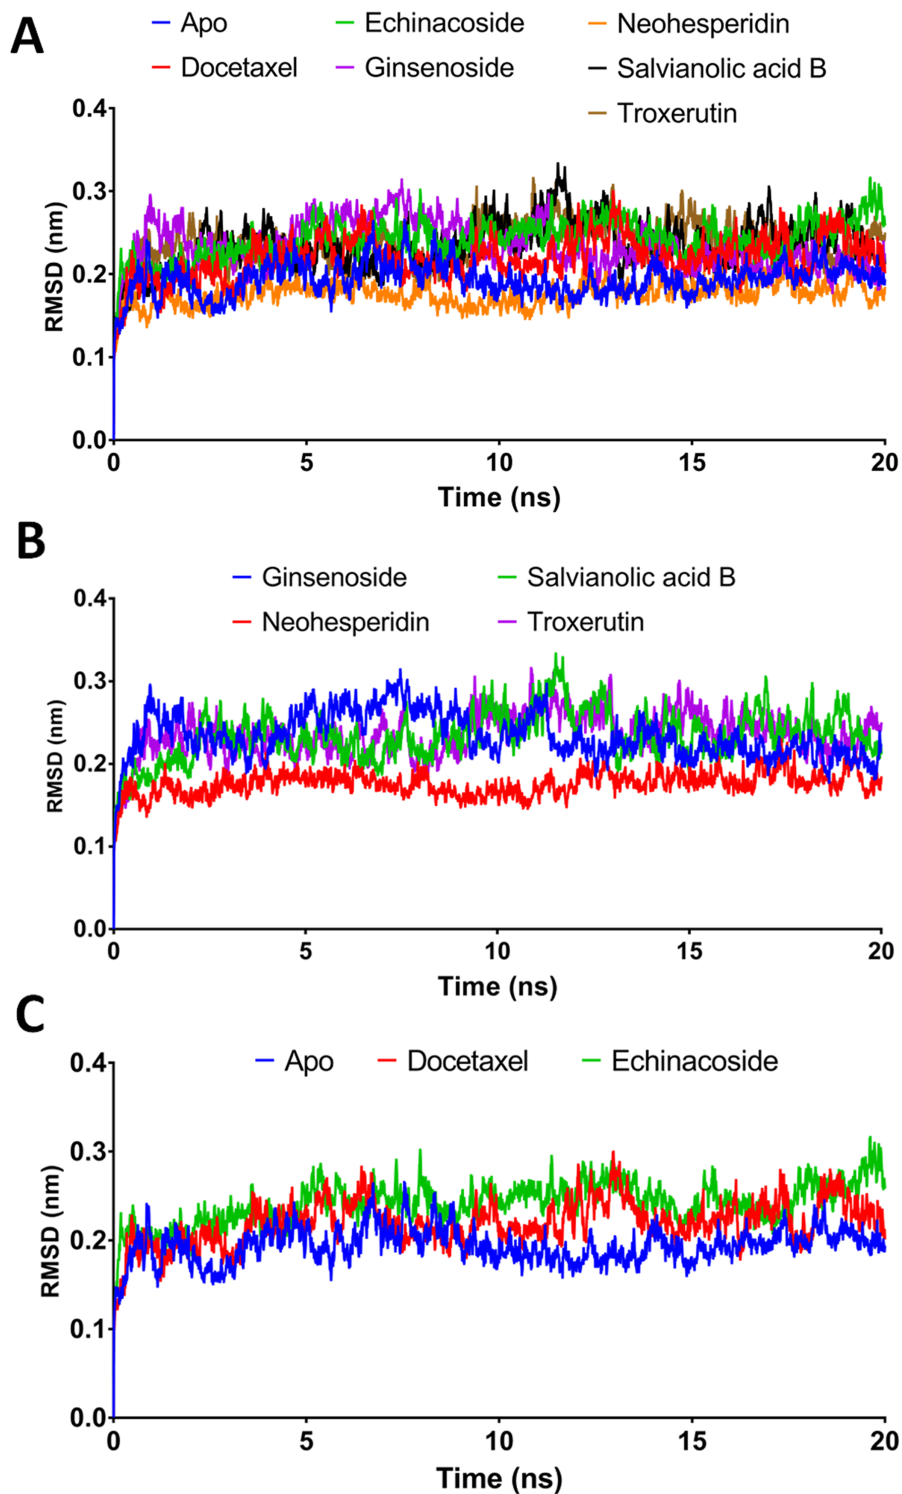 A
Apo Echinacoside Neohesperidin
Docetaxel Ginsenoside Salvianolic acid B
Troxerutin
0.4
0.3
0.2
0.1
0.0
RMSD (nm)
0 5 10 15 20
Time (ns)
B
Ginsenoside Salvianolic acid B
Neohesperidin Troxerutin
0.4
0.3
0.2
0.1
0.0
RMSD (nm)
0 5 10 15 20
Time (ns)
C
Apo Docetaxel Echinacoside
0.4
0.3
0.2
0.1
0.0
RMSD (nm)
0 5 10 15 20
Time (ns)